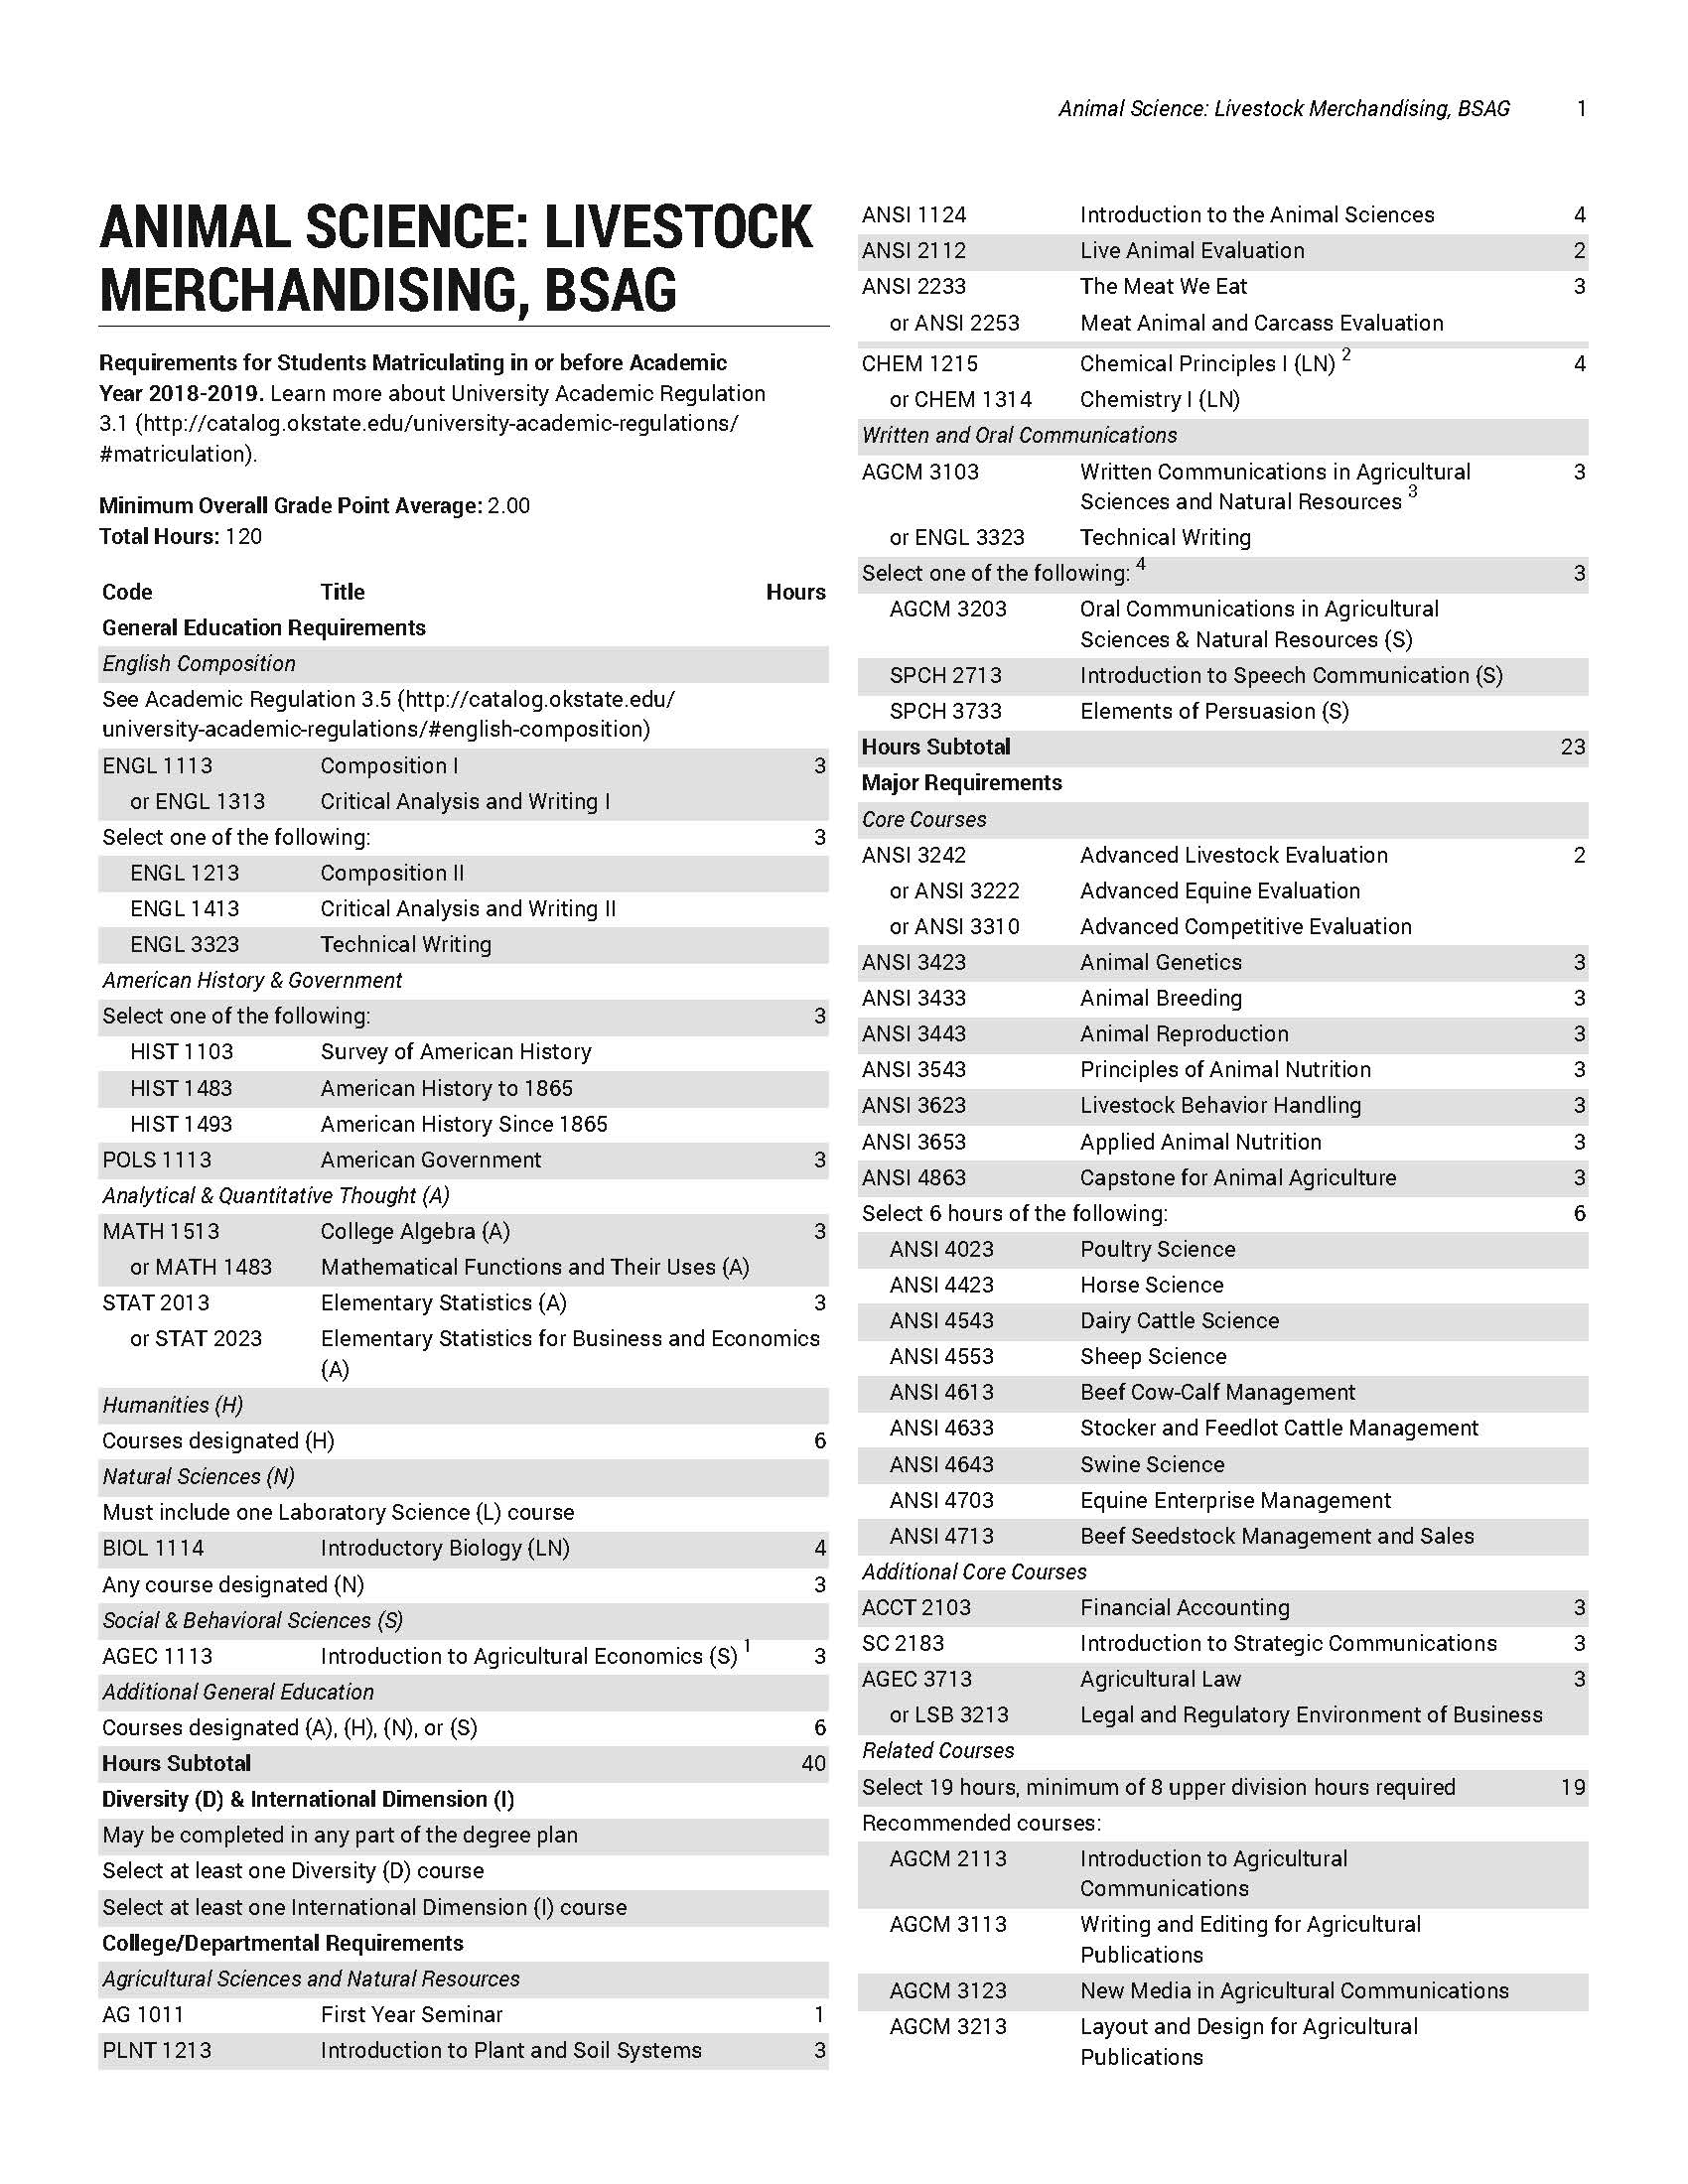 Animal Science: Livestock Merchandising, BSAG 1
ANIMAL SCIENCE: LIVESTOCK
MERCHANDISING, BSAG
Requirements for Students Matriculating in or before Academic
Year 2018-2019. Learn more about University Academic Regulation
3.1 (http://catalog.okstate.edu/university-academic-regulations/
#matriculation).
Minimum Overall Grade Point Average: 2.00
Total Hours: 120
Code Title Hours
General Education Requirements
English Composition
See Academic Regulation 3.5 (http://catalog.okstate.edu/
university-academic-regulations/#english-composition)
ENGL 1113 Composition I 3
or ENGL 1313 Critical Analysis and Writing I
Select one of the following: 3
ENGL 1213 Composition II
ENGL 1413 Critical Analysis and Writing II
ENGL 3323 Technical Writing
American History & Government
Select one of the following: 3
HIST 1103 Survey of American History
HIST 1483 American History to 1865
HIST 1493 American History Since 1865
POLS 1113 American Government 3
Analytical & Quantitative Thought (A)
MATH 1513 College Algebra (A) 3
or MATH 1483 Mathematical Functions and Their Uses (A)
STAT 2013 Elementary Statistics (A) 3
or STAT 2023 Elementary Statistics for Business and Economics
(A)
Humanities (H)
Courses designated (H) 6
Natural Sciences (N)
Must include one Laboratory Science (L) course
BIOL 1114 Introductory Biology (LN) 4
Any course designated (N) 3
Social & Behavioral Sciences (S)
AGEC 1113 Introduction to Agricultural Economics (S) 1 3
Additional General Education
Courses designated (A), (H), (N), or (S) 6
Hours Subtotal 40
Diversity (D) & International Dimension (I)
May be completed in any part of the degree plan
Select at least one Diversity (D) course
Select at least one International Dimension (I) course
College/Departmental Requirements
Agricultural Sciences and Natural Resources
AG 1011 First Year Seminar 1
PLNT 1213 Introduction to Plant and Soil Systems 3
ANSI 1124 Introduction to the Animal Sciences 4
ANSI 2112 Live Animal Evaluation 2
ANSI 2233 The Meat We Eat 3
or ANSI 2253 Meat Animal and Carcass Evaluation
CHEM 1215 Chemical Principles I (LN) 2 4
or CHEM 1314 Chemistry I (LN)
Written and Oral Communications
AGCM 3103 Written Communications in Agricultural 3
Sciences and Natural Resources 3
or ENGL 3323 Technical Writing
Select one of the following: 4 3
AGCM 3203 Oral Communications in Agricultural
Sciences & Natural Resources (S)
SPCH 2713 Introduction to Speech Communication (S)
SPCH 3733 Elements of Persuasion (S)
Hours Subtotal 23
Major Requirements
Core Courses
ANSI 3242 Advanced Livestock Evaluation 2
or ANSI 3222 Advanced Equine Evaluation
or ANSI 3310 Advanced Competitive Evaluation
ANSI 3423 Animal Genetics 3
ANSI 3433 Animal Breeding 3
ANSI 3443 Animal Reproduction 3
ANSI 3543 Principles of Animal Nutrition 3
ANSI 3623 Livestock Behavior Handling 3
ANSI 3653 Applied Animal Nutrition 3
ANSI 4863 Capstone for Animal Agriculture 3
Select 6 hours of the following: 6
ANSI 4023 Poultry Science
ANSI 4423 Horse Science
ANSI 4543 Dairy Cattle Science
ANSI 4553 Sheep Science
ANSI 4613 Beef Cow-Calf Management
ANSI 4633 Stocker and Feedlot Cattle Management
ANSI 4643 Swine Science
ANSI 4703 Equine Enterprise Management
ANSI 4713 Beef Seedstock Management and Sales
Additional Core Courses
ACCT 2103 Financial Accounting 3
SC 2183 Introduction to Strategic Communications 3
AGEC 3713 Agricultural Law 3
or LSB 3213 Legal and Regulatory Environment of Business
Related Courses
Select 19 hours, minimum of 8 upper division hours required 19
Recommended courses:
AGCM 2113 Introduction to Agricultural
Communications
AGCM 3113 Writing and Editing for Agricultural
Publications
AGCM 3123 New Media in Agricultural Communications
AGCM 3213 Layout and Design for Agricultural
Publications